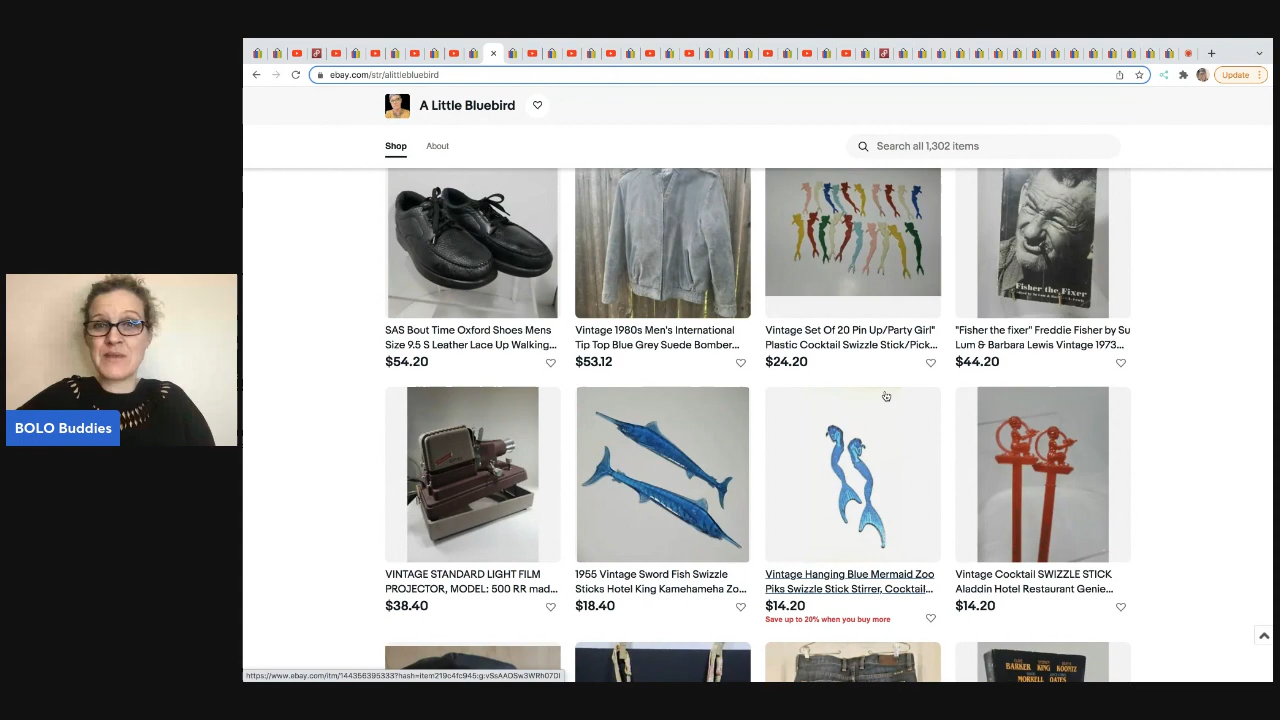 ebay.com/str/alittlebluebird
Update
A Little Bluebird
Shop
About
Search all 1,302 items
Fisher the Fixer
SAS Bout Time Oxford Shoes Mens
Size 9.5 S Leather Lace Up Walking...
$54.20
Vintage 1980s Men's International
Tip Top Blue Grey Suede Bomber...
$53.12
Vintage Set Of 20 Pin Up/Party Girl"
Plastic Cocktail Swizzle Stick/Pick...
$24.20
"Fisher the fixer" Freddie Fisher by Su
Lum & Barbara Lewis Vintage 1973...
$44.20
BOLO Buddies
VINTAGE STANDARD LIGHT FILM
PROJECTOR, MODEL: 500 RR mad...
$38.40
1955 Vintage Sword Fish Swizzle
Sticks Hotel King Kamehameha Zo...
$18.40
Vintage Hanging Blue Mermaid Zoo
Piks Swizzle Stick Stirrer, Cocktail...
$14.20
Save up to 20% when you buy more
Vintage Cocktail SWIZZLE STICK
Aladdin Hotel Restaurant Genie...
$14.20
BARKER
KING
KOONTZ
OATES